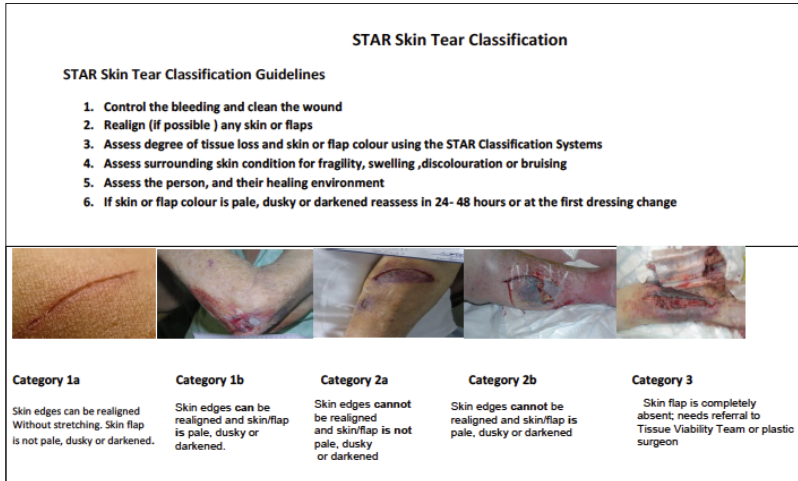 STAR Skin Tear Classification
STAR Skin Tear Classification Guidelines
1. Control the bleeding and clean the wound
2. Realign (if possible ) any skin or flaps
3. Assess degree of tissue loss and skin or flap colour using the STAR Classification Systems
4. Assess surrounding skin condition for fragility, swelling ,discolouration or bruising
5. Assess the person, and their healing environment
6. If skin or flap colour is pale, dusky or darkened reassess in 24- 48 hours or at the first dressing change
Category 1a
Skin edges can be realigned
Without stretching. Skin flap
is not pale, dusky or darkened.
Category 1b
Skin edges can be
realigned and skin/flap
is pale, dusky or
darkened.
Category 2a
Skin edges cannot
be realigned
and skin/flap is not
pale, dusky
or darkened
Category 2b
Skin edges cannot be
realigned and skin/flap is
pale, dusky or darkened
Category 3
Skin flap is completely
absent; needs referral to
Tissue Viability Team or plastic
surgeon